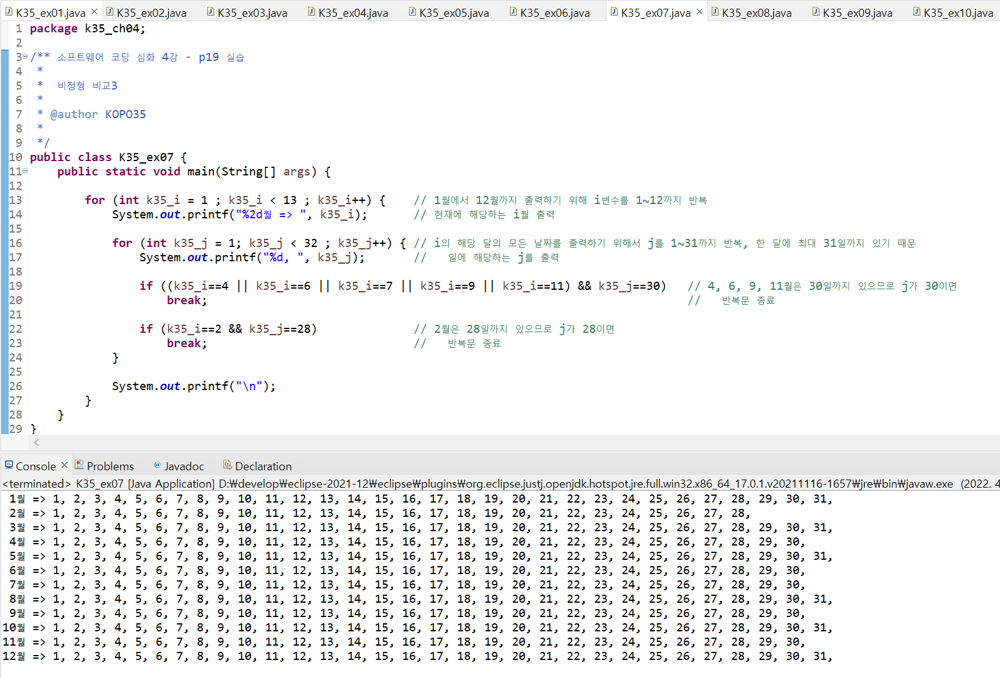 K35_ex01.java K35_ex02.java K35_ex03.java K35_ex04.java K35_ex05.java K35_ex06.java K35_ex07.java K35_ex08.java K35_ex09.java K35_ex10.java
1 package k35_ch04;
2
3 /** 소프트웨어 코딩 심화 4강 - p19 실습
4  *
5  *  비정형 비교3
6  *
7  * @author KOPO35
8  *
9  */
10 public class K35_ex07 {
11     public static void main(String[] args) {
12
13         for (int k35_i = 1 ; k35_i < 13 ; k35_i++) {    // 1월에서 12월까지 출력하기 위해 i변수를 1~12까지 반복
14             System.out.printf("%2d월 => ", k35_i);       // 현재에 해당하는 i월 출력
15
16             for (int k35_j = 1; k35_j < 32 ; k35_j++) { // i의 해당 달의 모든 날짜를 출력하기 위해서 j를 1~31까지 반복, 한 달에 최대 31일까지 있기 때문
17                 System.out.printf("%d, ", k35_j);       //   일에 해당하는 j를 출력
18
19                 if ((k35_i==4 || k35_i==6 || k35_i==7 || k35_i==9 || k35_i==11) && k35_j==30)   // 4, 6, 9, 11월은 30일까지 있으므로 j가 30이면
20                     break;                                                                      //   반복문 종료
21
22                 if (k35_i==2 && k35_j==28)              // 2월은 28일까지 있으므로 j가 28이면
23                     break;                              //   반복문 종료
24             }
25
26             System.out.printf("\n");
27         }
28     }
29 }
Console Problems @ Javadoc Declaration
<terminated> K35_ex07 [Java Application] D:₩develop₩eclipse-2021-12₩eclipse₩plugins₩org.eclipse.justj.openjdk.hotspot.jre.full.win32.x86_64_17.0.1.v20211116-1657₩jre₩bin₩javaw.exe (2022. 4
 1월 => 1, 2, 3, 4, 5, 6, 7, 8, 9, 10, 11, 12, 13, 14, 15, 16, 17, 18, 19, 20, 21, 22, 23, 24, 25, 26, 27, 28, 29, 30, 31,
 2월 => 1, 2, 3, 4, 5, 6, 7, 8, 9, 10, 11, 12, 13, 14, 15, 16, 17, 18, 19, 20, 21, 22, 23, 24, 25, 26, 27, 28,
 3월 => 1, 2, 3, 4, 5, 6, 7, 8, 9, 10, 11, 12, 13, 14, 15, 16, 17, 18, 19, 20, 21, 22, 23, 24, 25, 26, 27, 28, 29, 30, 31,
 4월 => 1, 2, 3, 4, 5, 6, 7, 8, 9, 10, 11, 12, 13, 14, 15, 16, 17, 18, 19, 20, 21, 22, 23, 24, 25, 26, 27, 28, 29, 30,
 5월 => 1, 2, 3, 4, 5, 6, 7, 8, 9, 10, 11, 12, 13, 14, 15, 16, 17, 18, 19, 20, 21, 22, 23, 24, 25, 26, 27, 28, 29, 30, 31,
 6월 => 1, 2, 3, 4, 5, 6, 7, 8, 9, 10, 11, 12, 13, 14, 15, 16, 17, 18, 19, 20, 21, 22, 23, 24, 25, 26, 27, 28, 29, 30,
 7월 => 1, 2, 3, 4, 5, 6, 7, 8, 9, 10, 11, 12, 13, 14, 15, 16, 17, 18, 19, 20, 21, 22, 23, 24, 25, 26, 27, 28, 29, 30,
 8월 => 1, 2, 3, 4, 5, 6, 7, 8, 9, 10, 11, 12, 13, 14, 15, 16, 17, 18, 19, 20, 21, 22, 23, 24, 25, 26, 27, 28, 29, 30, 31,
 9월 => 1, 2, 3, 4, 5, 6, 7, 8, 9, 10, 11, 12, 13, 14, 15, 16, 17, 18, 19, 20, 21, 22, 23, 24, 25, 26, 27, 28, 29, 30,
10월 => 1, 2, 3, 4, 5, 6, 7, 8, 9, 10, 11, 12, 13, 14, 15, 16, 17, 18, 19, 20, 21, 22, 23, 24, 25, 26, 27, 28, 29, 30, 31,
11월 => 1, 2, 3, 4, 5, 6, 7, 8, 9, 10, 11, 12, 13, 14, 15, 16, 17, 18, 19, 20, 21, 22, 23, 24, 25, 26, 27, 28, 29, 30,
12월 => 1, 2, 3, 4, 5, 6, 7, 8, 9, 10, 11, 12, 13, 14, 15, 16, 17, 18, 19, 20, 21, 22, 23, 24, 25, 26, 27, 28, 29, 30, 31,